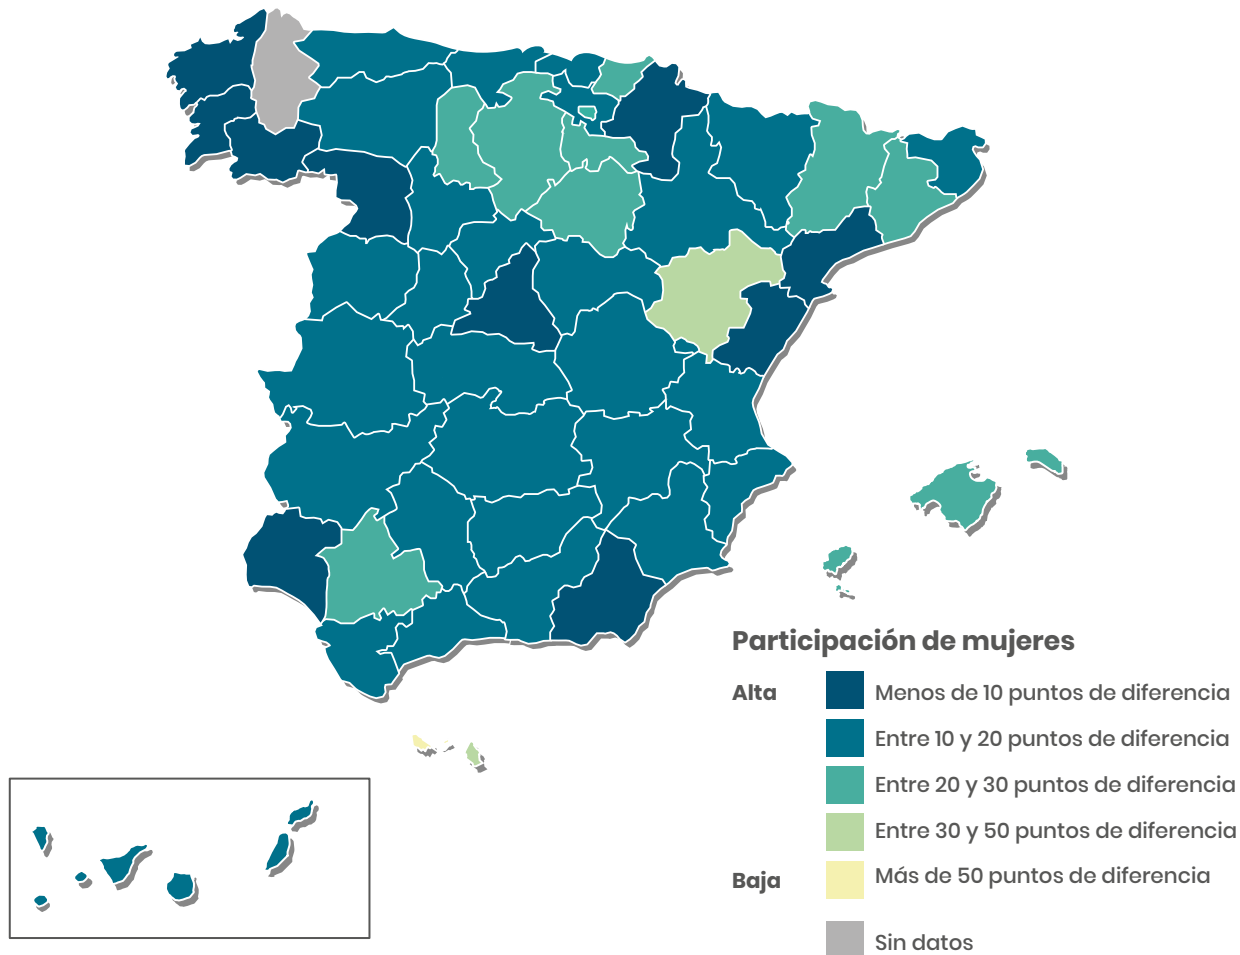 Participación de mujeres
Alta
Menos de 10 puntos de diferencia
Entre 10 y 20 puntos de diferencia
Entre 20 y 30 puntos de diferencia
Entre 30 y 50 puntos de diferencia
Baja
Más de 50 puntos de diferencia
Sin datos